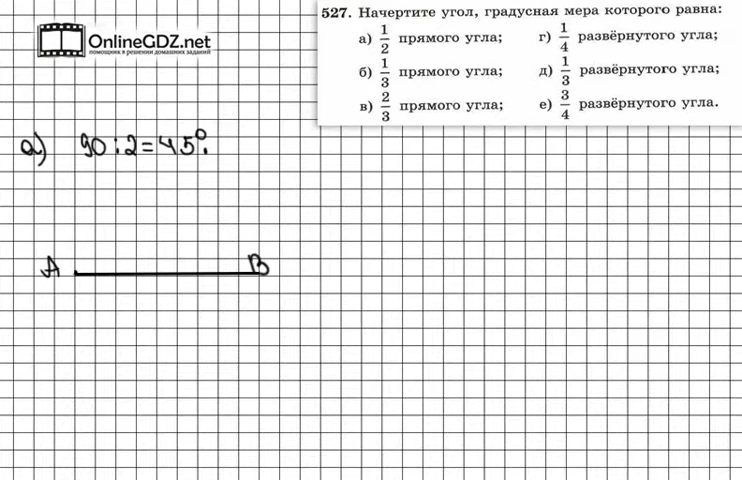 527. Начертите угол, градусная мера которого равна:
а) 1/2 прямого угла; г) 1/4 развёрнутого угла;
б) 1/3 прямого угла; д) 1/3 развёрнутого угла;
в) 2/3 прямого угла; е) 3/4 развёрнутого угла.
OnlineGDZ.net
помощник в решении домашних заданий
а) 90:2=45°.
A B